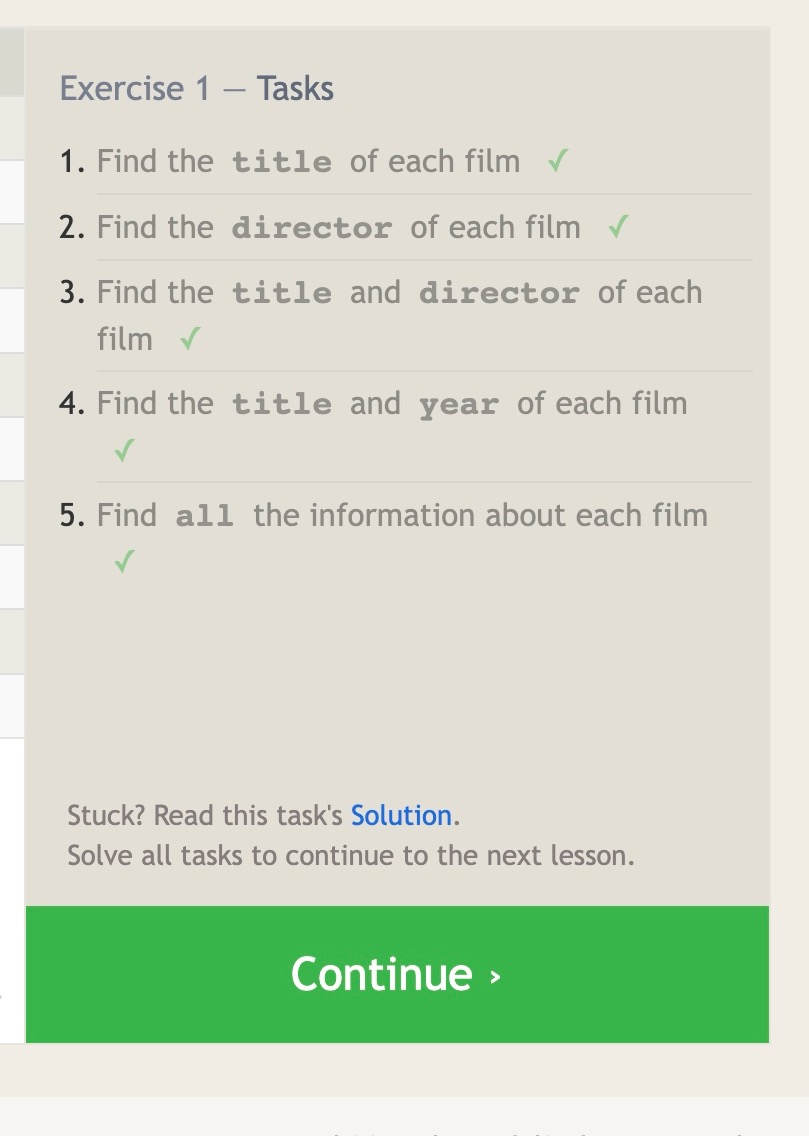 Exercise 1 — Tasks
1. Find the title of each film ✓
2. Find the director of each film ✓
3. Find the title and director of each
film ✓
4. Find the title and year of each film
✓
5. Find all the information about each film
✓
Stuck? Read this task's Solution.
Solve all tasks to continue to the next lesson.
Continue ›